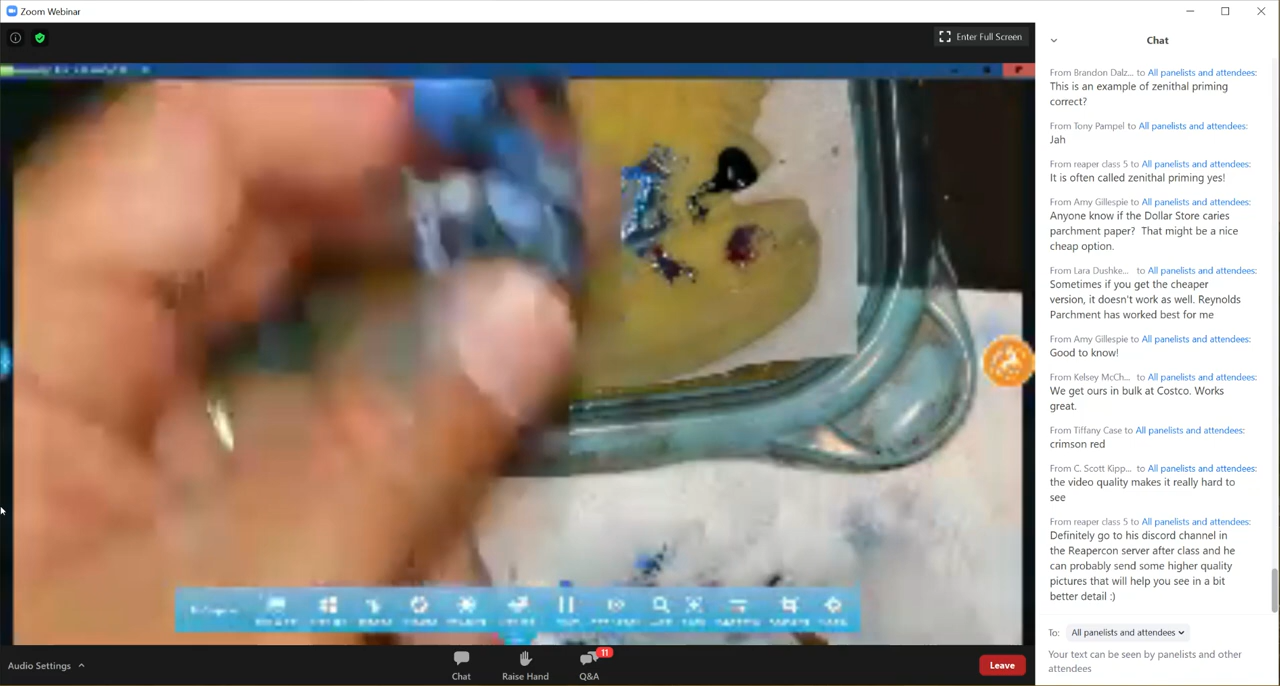 Zoom Webinar
Enter Full Screen
Chat
From Brandon Dalz... to All panelists and attendees:
This is an example of zenithal priming
correct?
From Tony Pampel to All panelists and attendees:
Jah
From reaper class 5 to All panelists and attendees:
It is often called zenithal priming yes!
From Amy Gillespie to All panelists and attendees:
Anyone know if the Dollar Store caries
parchment paper?  That might be a nice
cheap option.
From Lara Dushke... to All panelists and attendees:
Sometimes if you get the cheaper
version, it doesn't work as well. Reynolds
Parchment has worked best for me
From Amy Gillespie to All panelists and attendees:
Good to know!
From Kelsey McCh... to All panelists and attendees:
We get ours in bulk at Costco. Works
great.
From Tiffany Case to All panelists and attendees:
crimson red
From C. Scott Kipp... to All panelists and attendees:
the video quality makes it really hard to
see
From reaper class 5 to All panelists and attendees:
Definitely go to his discord channel in
the Reapercon server after class and he
can probably send some higher quality
pictures that will help you see in a bit
better detail :)
To: All panelists and attendees
Your text can be seen by panelists and other
attendees
Audio Settings
Chat
Raise Hand
Q&A
11
Leave